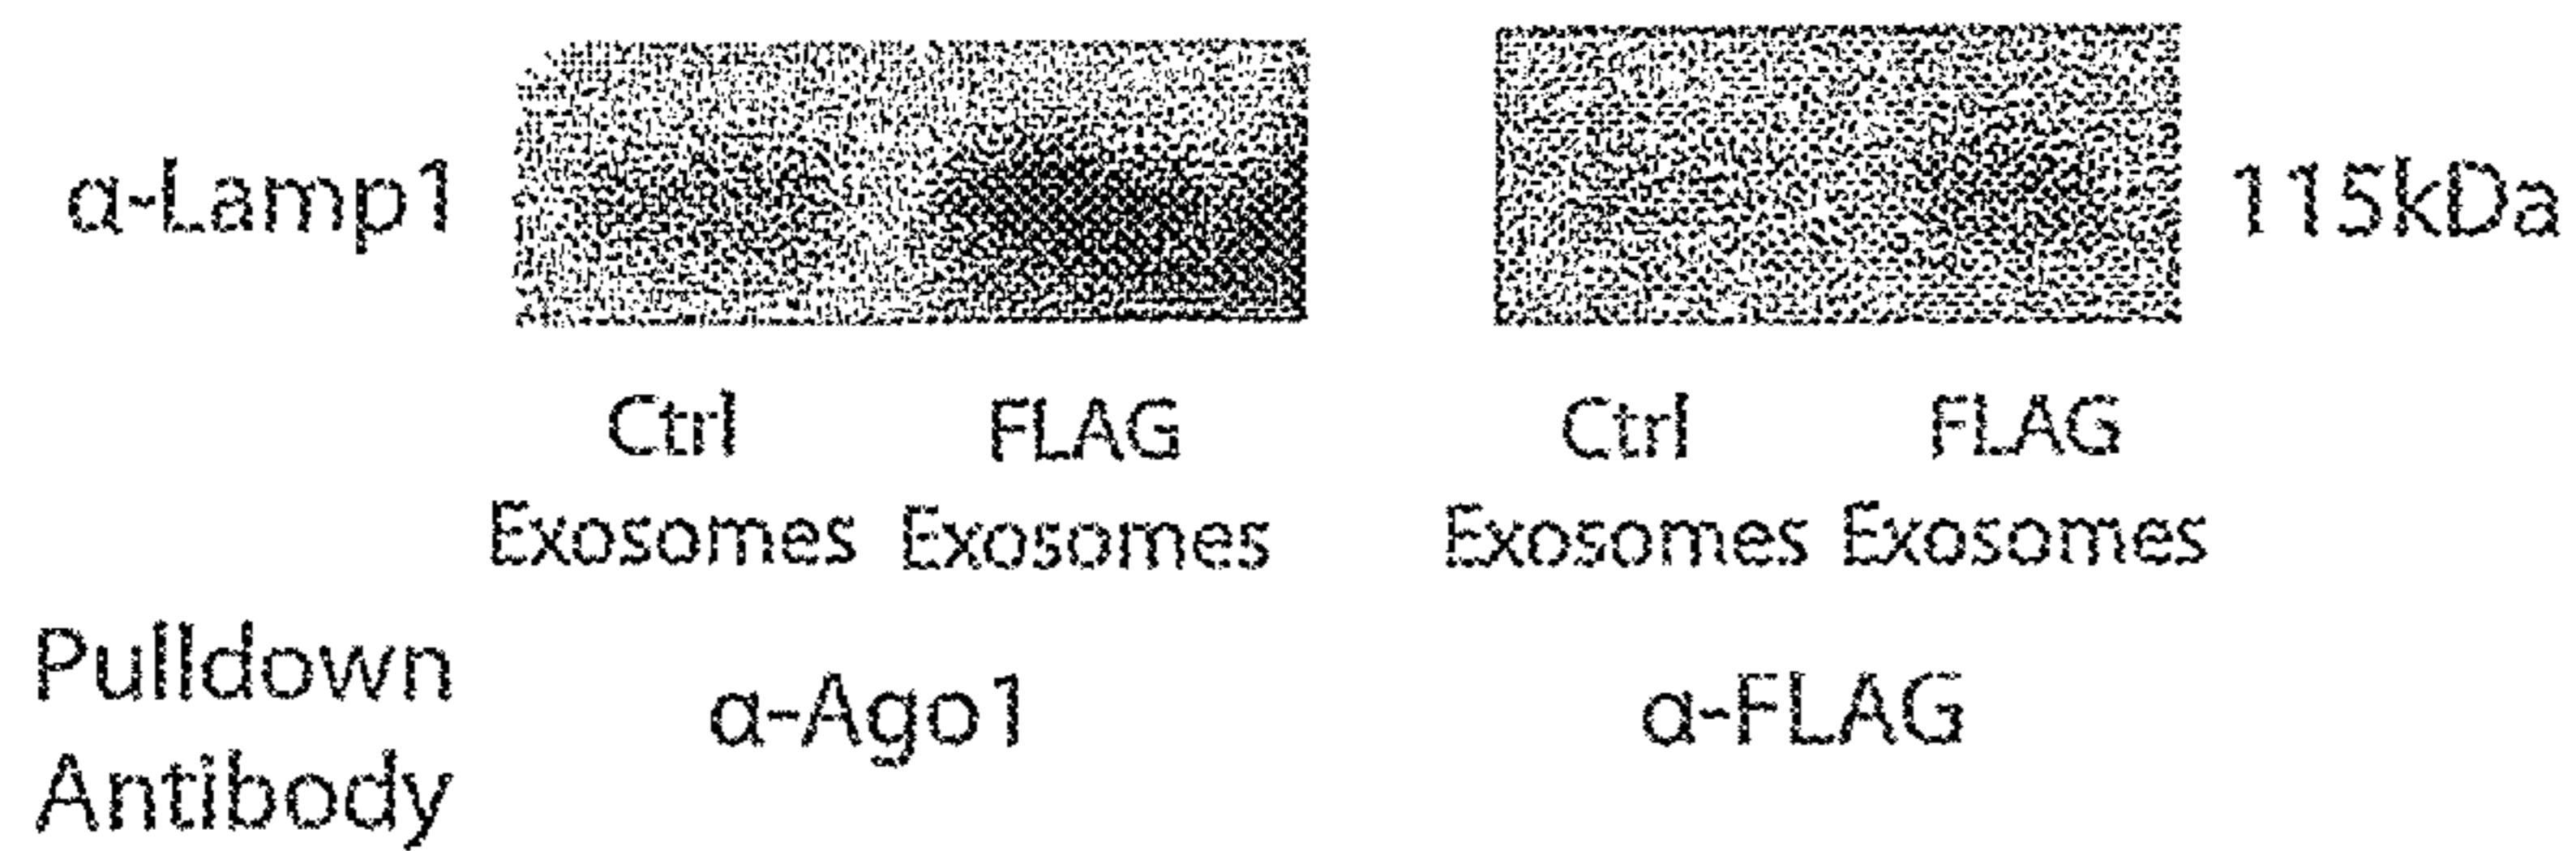 α-Lamp1
115kDa
Ctrl FLAG Ctrl FLAG
Exosomes Exosomes Exosomes Exosomes
Pulldown
Antibody
α-Ago1
α-FLAG